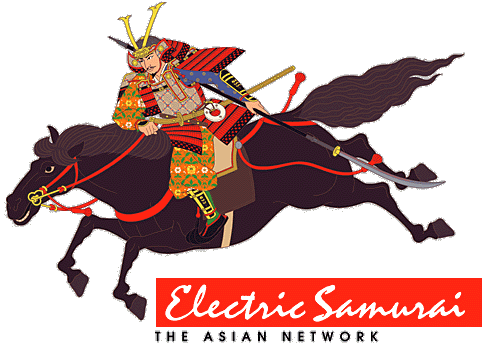 Electric Samurai
THE ASIAN NETWORK